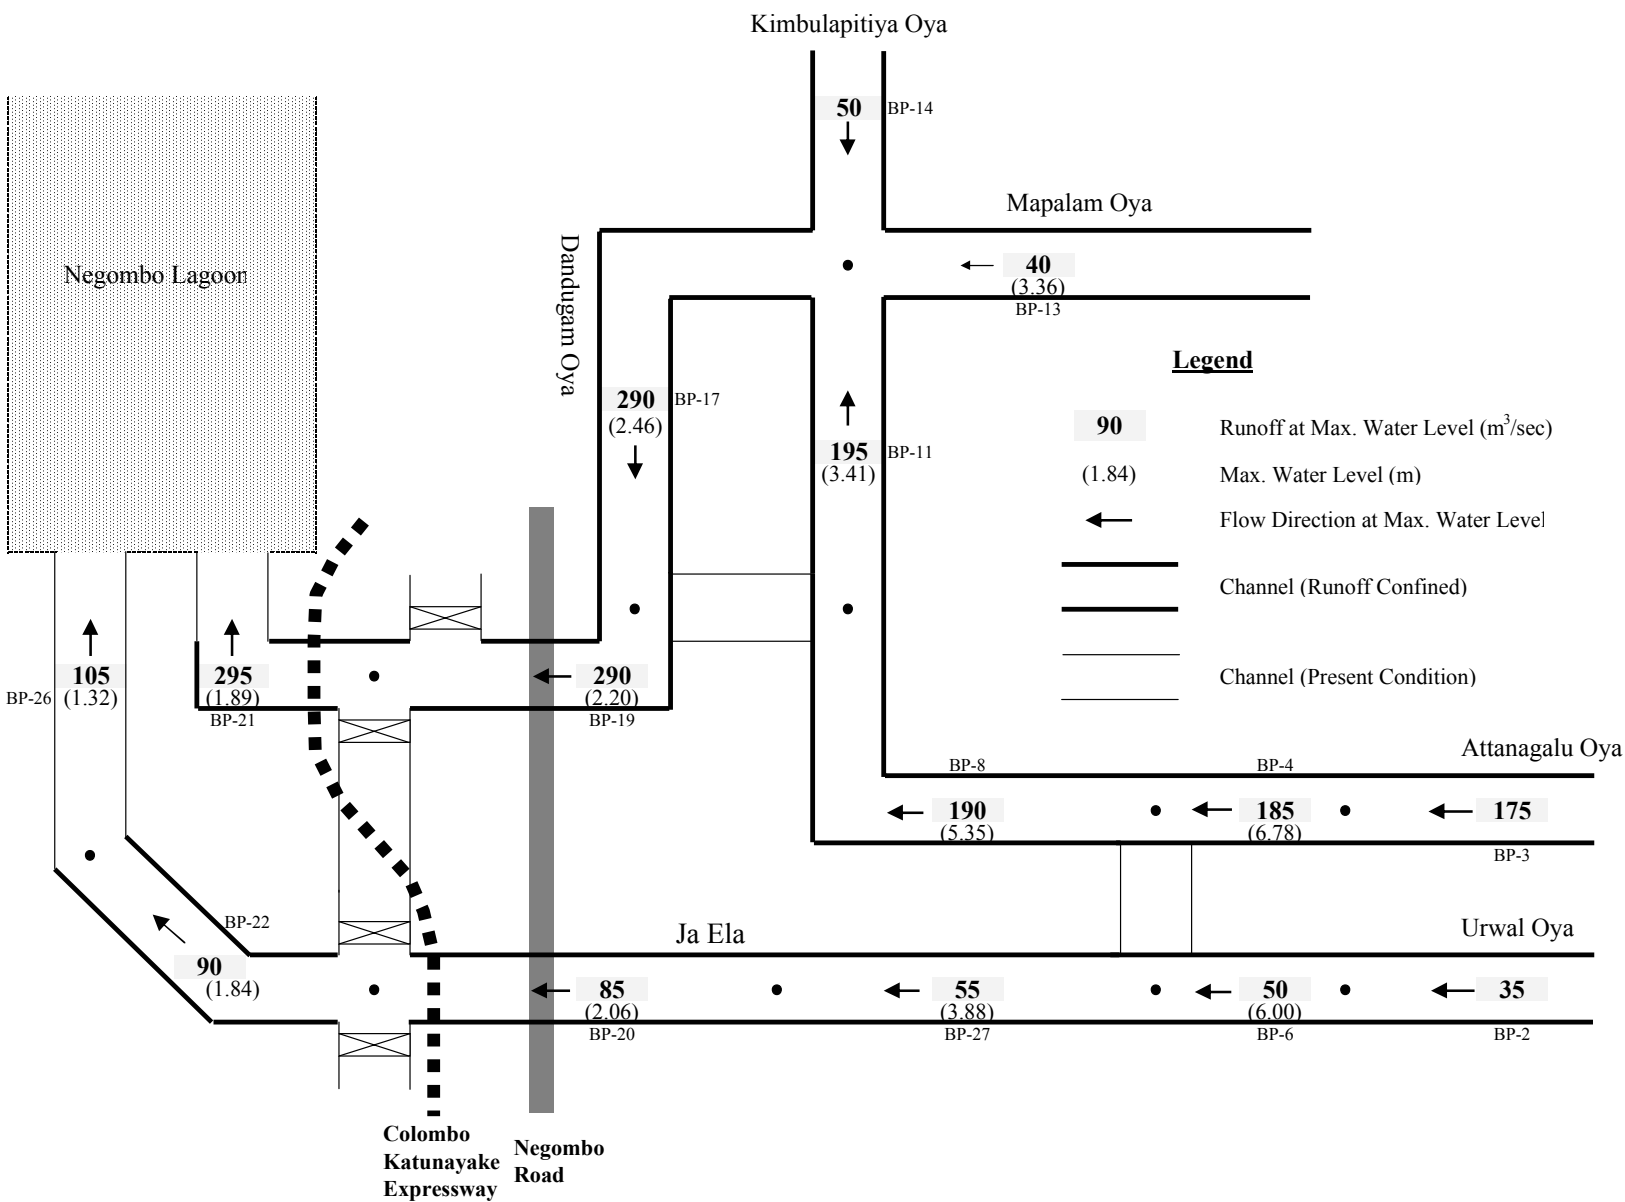 Kimbulapitiya Oya
50
BP-14
Mapalam Oya
40
(3.36)
BP-13
Negombo Lagoon
Dandugam Oya
290
BP-17
(2.46)
195
BP-11
(3.41)
Legend
90
Runoff at Max. Water Level (m³/sec)
(1.84)
Max. Water Level (m)
Flow Direction at Max. Water Level
Channel (Runoff Confined)
Channel (Present Condition)
BP-26
105
(1.32)
295
(1.89)
BP-21
290
(2.20)
BP-19
Attanagalu Oya
BP-8
BP-4
190
(5.35)
185
(6.78)
175
BP-3
Urwal Oya
Ja Ela
BP-22
90
(1.84)
85
(2.06)
BP-20
55
(3.88)
BP-27
50
(6.00)
BP-6
35
BP-2
Colombo
Katunayake
Expressway
Negombo
Road